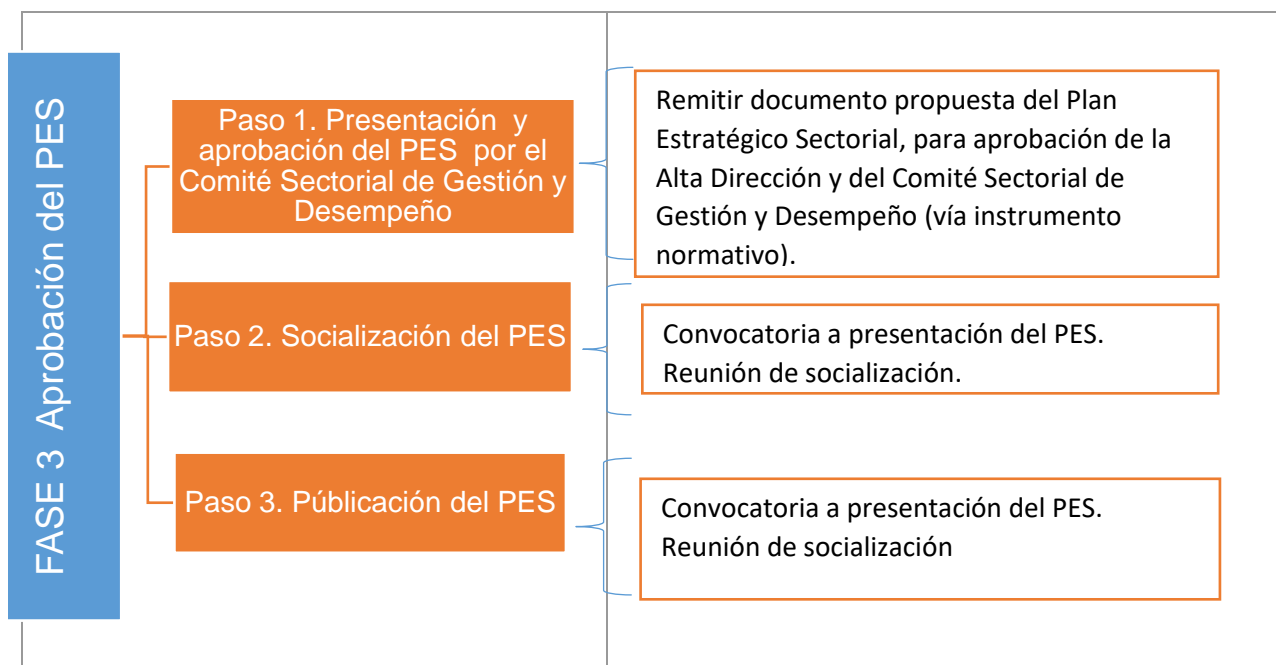 FASE 3 Aprobación del PES
Paso 1. Presentación y
aprobación del PES por el
Comité Sectorial de Gestión y
Desempeño
Remitir documento propuesta del Plan
Estratégico Sectorial, para aprobación de la
Alta Dirección y del Comité Sectorial de
Gestión y Desempeño (vía instrumento
normativo).
Paso 2. Socialización del PES
Convocatoria a presentación del PES.
Reunión de socialización.
Paso 3. Públicación del PES
Convocatoria a presentación del PES.
Reunión de socialización